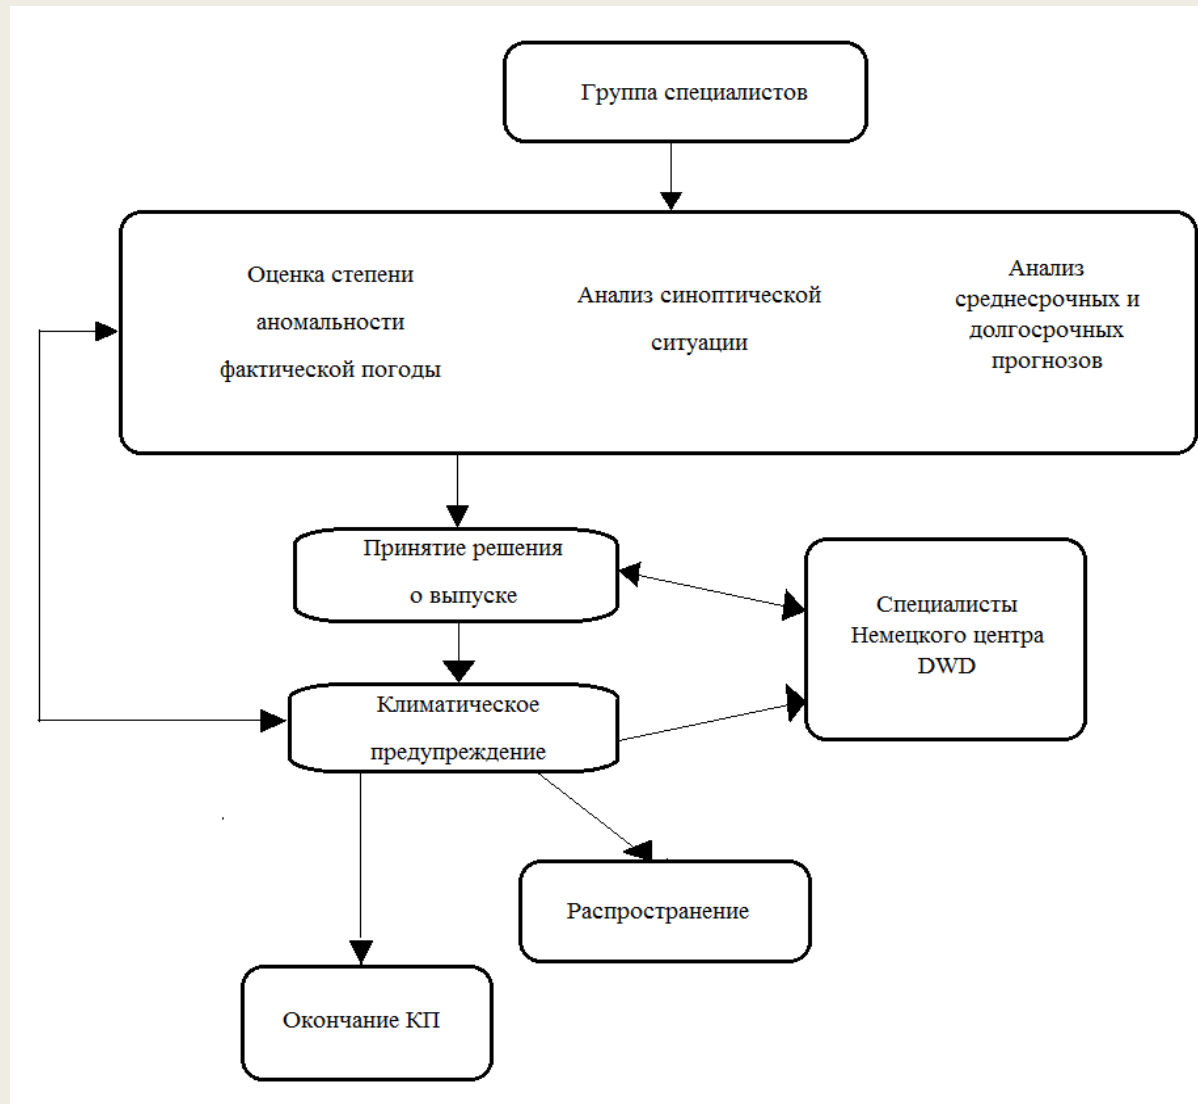 Группа специалистов
Оценка степени
аномальности
фактической погоды
Анализ синоптической
ситуации
Анализ
среднесрочных и
долгосрочных
прогнозов
Принятие решения
о выпуске
Специалисты
Немецкого центра
DWD
Климатическое
предупреждение
Распространение
Окончание КП